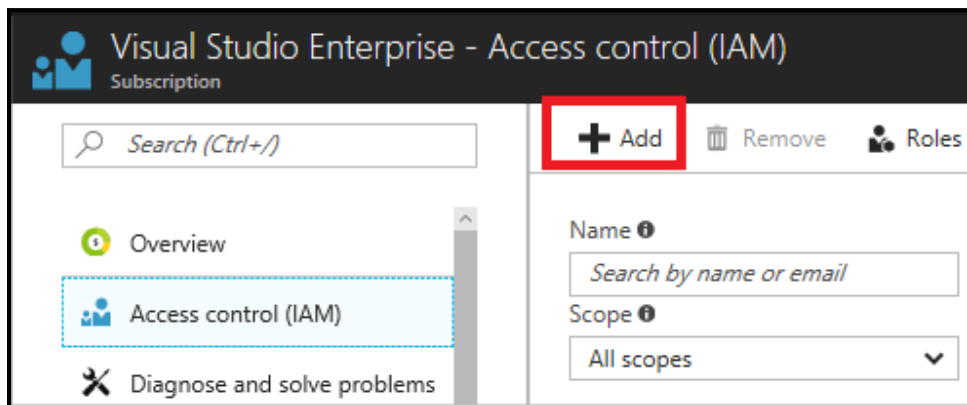 Visual Studio Enterprise - Access control (IAM)
Subscription
Search (Ctrl+/)
Add Remove Roles
Overview
Access control (IAM)
Diagnose and solve problems
Name
Search by name or email
Scope
All scopes